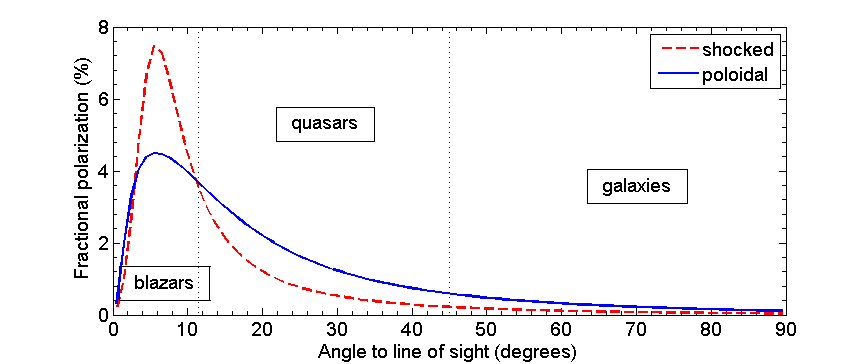 8
6
4
2
0
Fractional polarization (%)
shocked
poloidal
quasars
galaxies
blazars
0 10 20 30 40 50 60 70 80 90
Angle to line of sight (degrees)